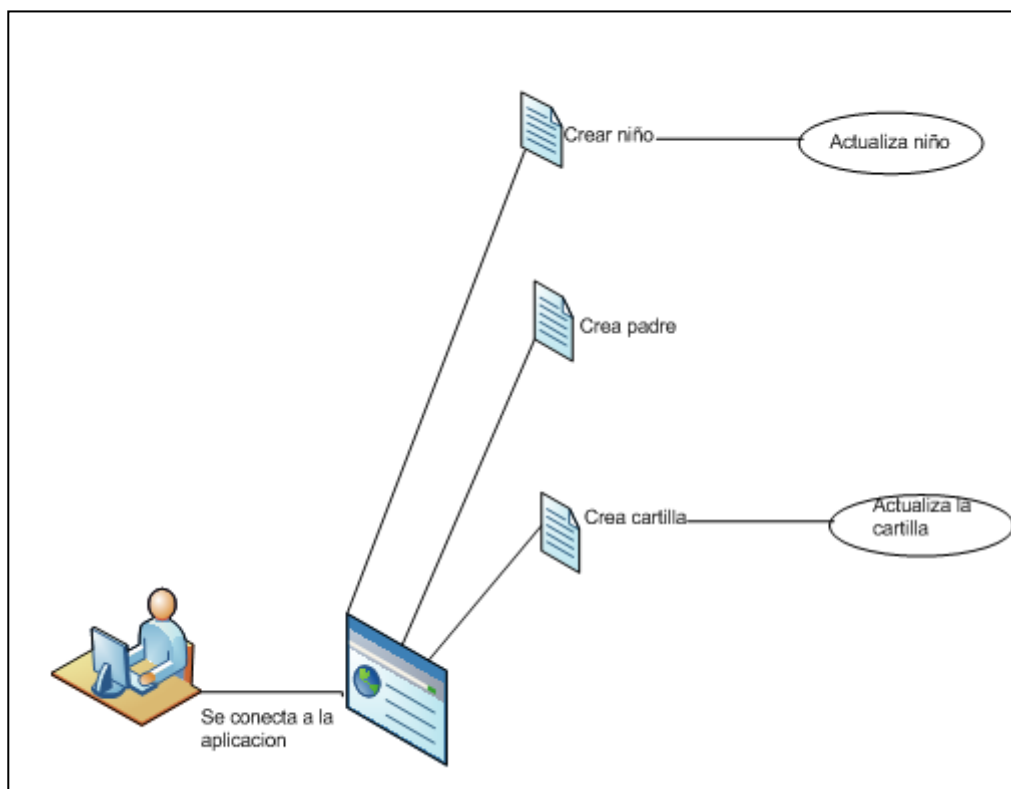 Crear niño
Actualiza niño
Crea padre
Crea cartilla
Actualiza la
cartilla
Se conecta a la
aplicacion